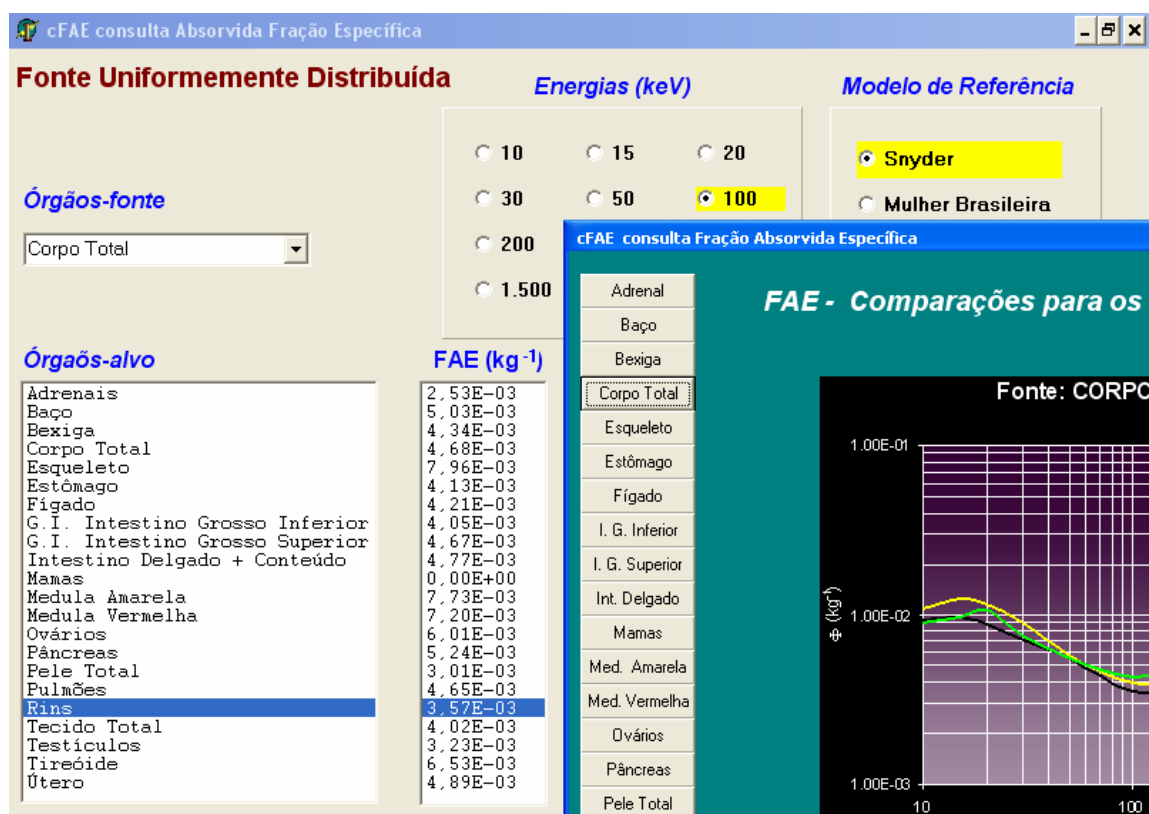 cFAE consulta Absorvida Fração Específica
Fonte Uniformemente Distribuída
Energias (keV)
Modelo de Referência
10 15 20
30 50 100
200
1.500
Snyder
Mulher Brasileira
Órgãos-fonte
Corpo Total
Órgaõs-alvo
FAE (kg -1)
Adrenais 2,53E-03
Baço 5,03E-03
Bexiga 4,34E-03
Corpo Total 4,68E-03
Esqueleto 7,96E-03
Estômago 4,13E-03
Fígado 4,21E-03
G.I. Intestino Grosso Inferior 4,05E-03
G.I. Intestino Grosso Superior 4,67E-03
Intestino Delgado + Conteúdo 4,77E-03
Mamas 0,00E+00
Medula Amarela 7,73E-03
Medula Vermelha 7,20E-03
Ovários 6,01E-03
Pâncreas 5,24E-03
Pele Total 3,01E-03
Pulmões 4,65E-03
Rins 3,57E-03
Tecido Total 4,02E-03
Testículos 3,23E-03
Tireóide 6,53E-03
Útero 4,89E-03
cFAE consulta Fração Absorvida Específica
Adrenal
Baço
Bexiga
Corpo Total
Esqueleto
Estômago
Fígado
I. G. Inferior
I. G. Superior
Int. Delgado
Mamas
Med. Amarela
Med. Vermelha
Ovários
Pâncreas
Pele Total
FAE - Comparações para os
Fonte: CORPO
1.00E-01
Φ (kg-1)
1.00E-02
1.00E-03
10 100